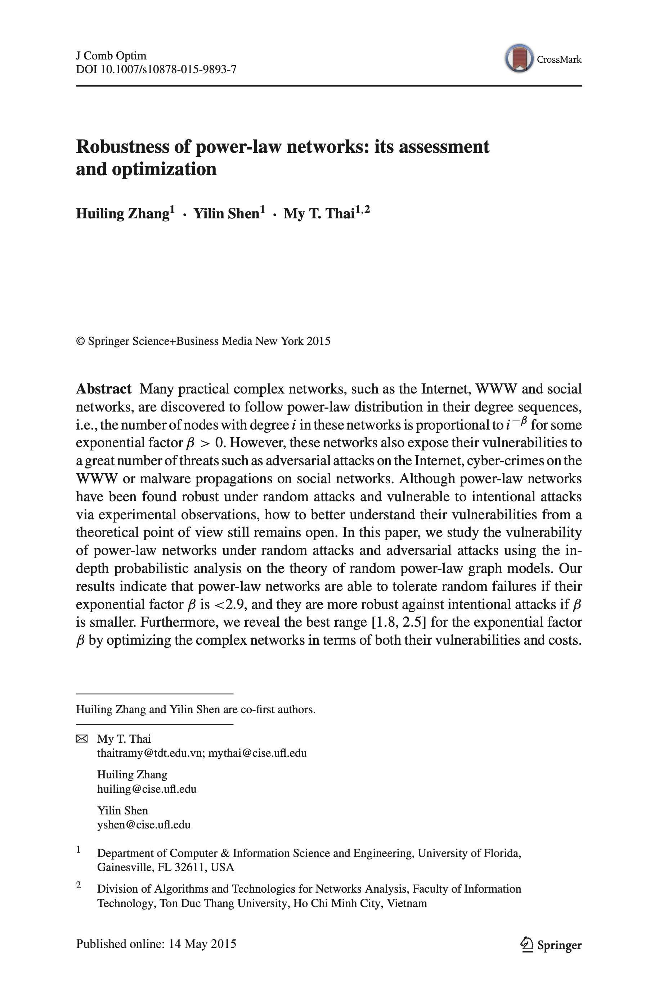 J Comb Optim
DOI 10.1007/s10878-015-9893-7
CrossMark
Robustness of power-law networks: its assessment
and optimization
Huiling Zhang¹ · Yilin Shen¹ · My T. Thai¹,²
© Springer Science+Business Media New York 2015
Abstract Many practical complex networks, such as the Internet, WWW and social
networks, are discovered to follow power-law distribution in their degree sequences,
i.e., the number of nodes with degree i in these networks is proportional to i^−β for some
exponential factor β > 0. However, these networks also expose their vulnerabilities to
a great number of threats such as adversarial attacks on the Internet, cyber-crimes on the
WWW or malware propagations on social networks. Although power-law networks
have been found robust under random attacks and vulnerable to intentional attacks
via experimental observations, how to better understand their vulnerabilities from a
theoretical point of view still remains open. In this paper, we study the vulnerability
of power-law networks under random attacks and adversarial attacks using the in-
depth probabilistic analysis on the theory of random power-law graph models. Our
results indicate that power-law networks are able to tolerate random failures if their
exponential factor β is <2.9, and they are more robust against intentional attacks if β
is smaller. Furthermore, we reveal the best range [1.8, 2.5] for the exponential factor
β by optimizing the complex networks in terms of both their vulnerabilities and costs.
Huiling Zhang and Yilin Shen are co-first authors.
My T. Thai
thaitramy@tdt.edu.vn; mythai@cise.ufl.edu
Huiling Zhang
huiling@cise.ufl.edu
Yilin Shen
yshen@cise.ufl.edu
1 Department of Computer & Information Science and Engineering, University of Florida,
Gainesville, FL 32611, USA
2 Division of Algorithms and Technologies for Networks Analysis, Faculty of Information
Technology, Ton Duc Thang University, Ho Chi Minh City, Vietnam
Published online: 14 May 2015
Springer